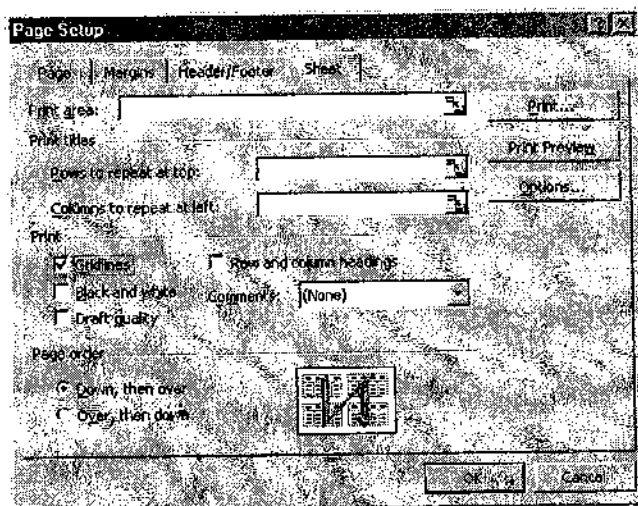 Page Setup
Page Margins Header/Footer Sheet
Print area: Print...
Print titles Print Preview
Rows to repeat at top: Options...
Columns to repeat at left:
Print
Gridlines Row and column headings
Black and white Comments: (None)
Draft quality
Page order
Down, then over
Over, then down
OK Cancel